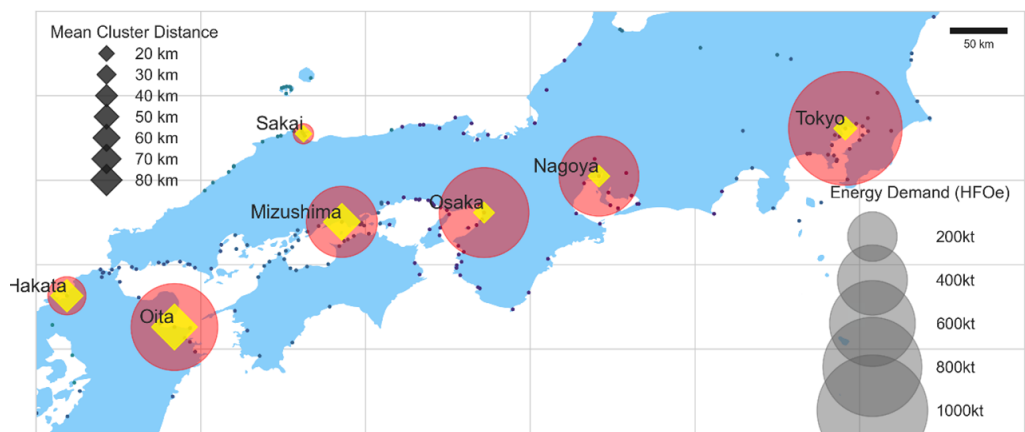 Mean Cluster Distance
20 km
30 km
40 km
50 km
60 km
70 km
80 km
50 km
Sakai
Tokyo
Nagoya
Energy Demand (HFOe)
Osaka
Mizushima
200kt
400kt
Hakata
Oita
600kt
800kt
1000kt